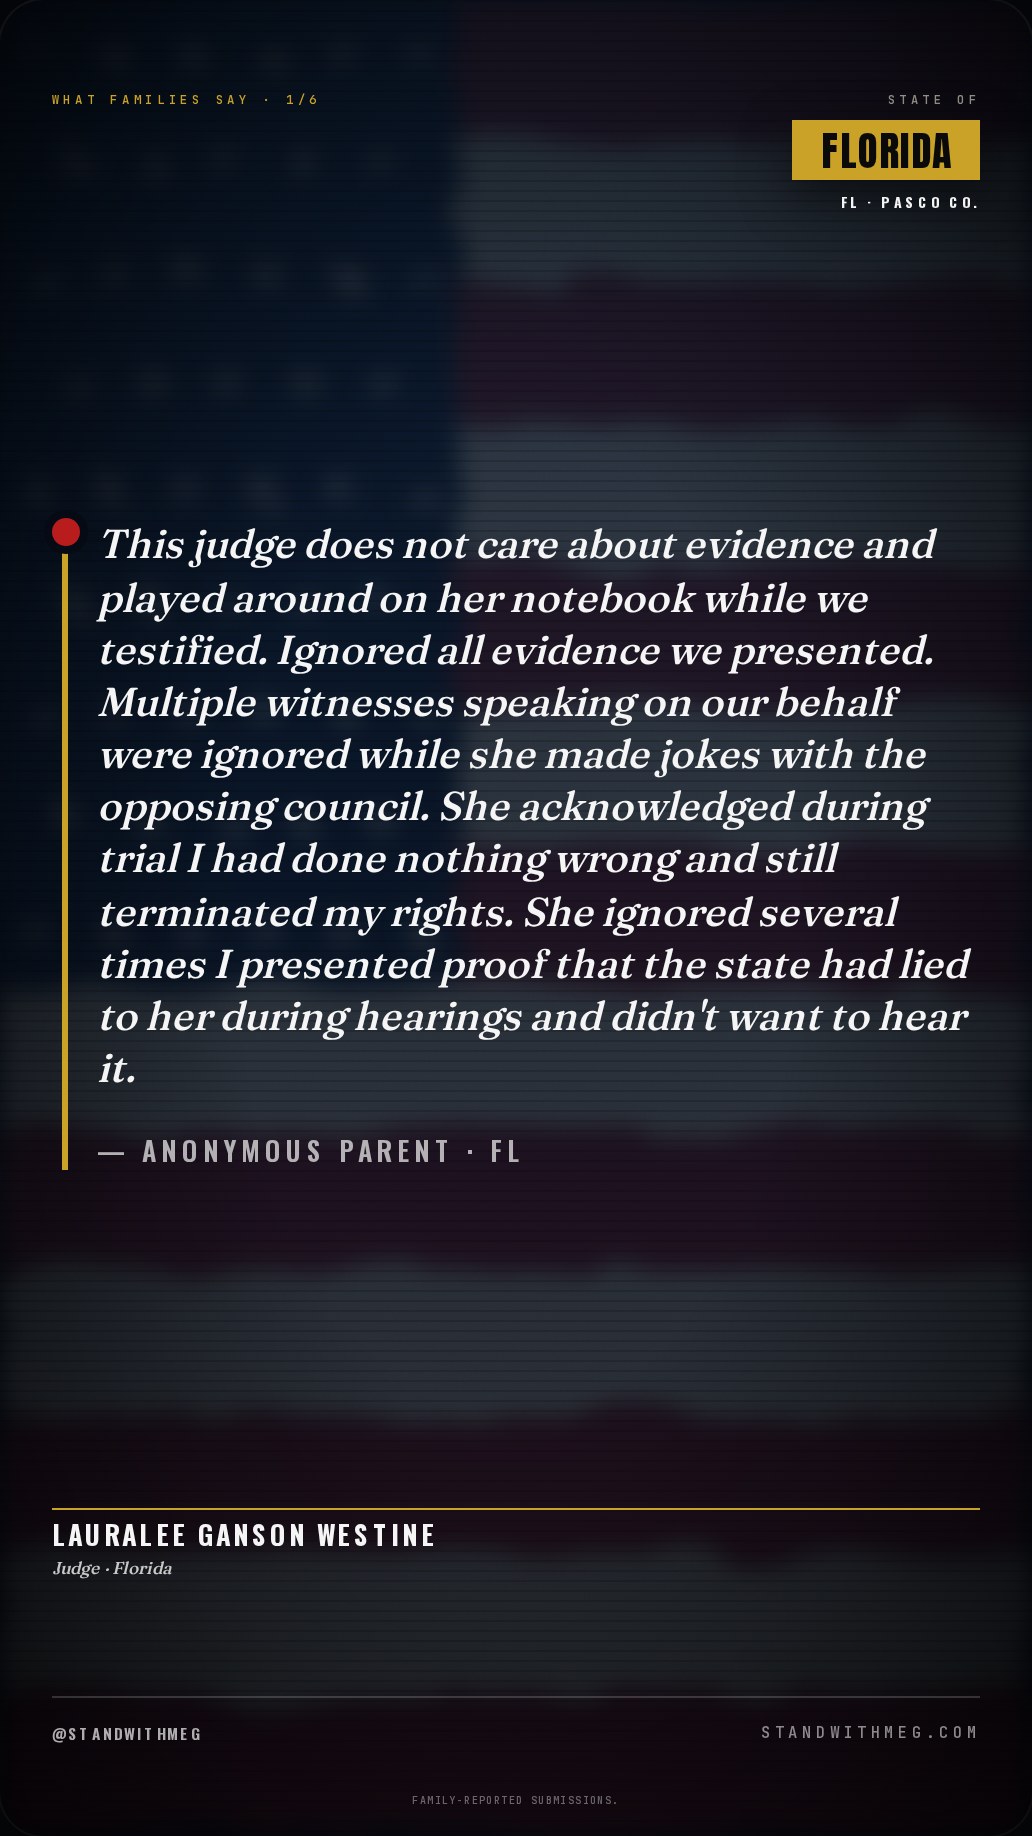 WHAT FAMILIES SAY · 1/6
STATE OF
FLORIDA
FL · PASCO CO.
This judge does not care about evidence and
played around on her notebook while we
testified. Ignored all evidence we presented.
Multiple witnesses speaking on our behalf
were ignored while she made jokes with the
opposing council. She acknowledged during
trial I had done nothing wrong and still
terminated my rights. She ignored several
times I presented proof that the state had lied
to her during hearings and didn't want to hear
it.
— ANONYMOUS PARENT · FL
LAURALEE GANSON WESTINE
Judge · Florida
@STANDWITHMEG
STANDWITHMEG.COM
FAMILY-REPORTED SUBMISSIONS.